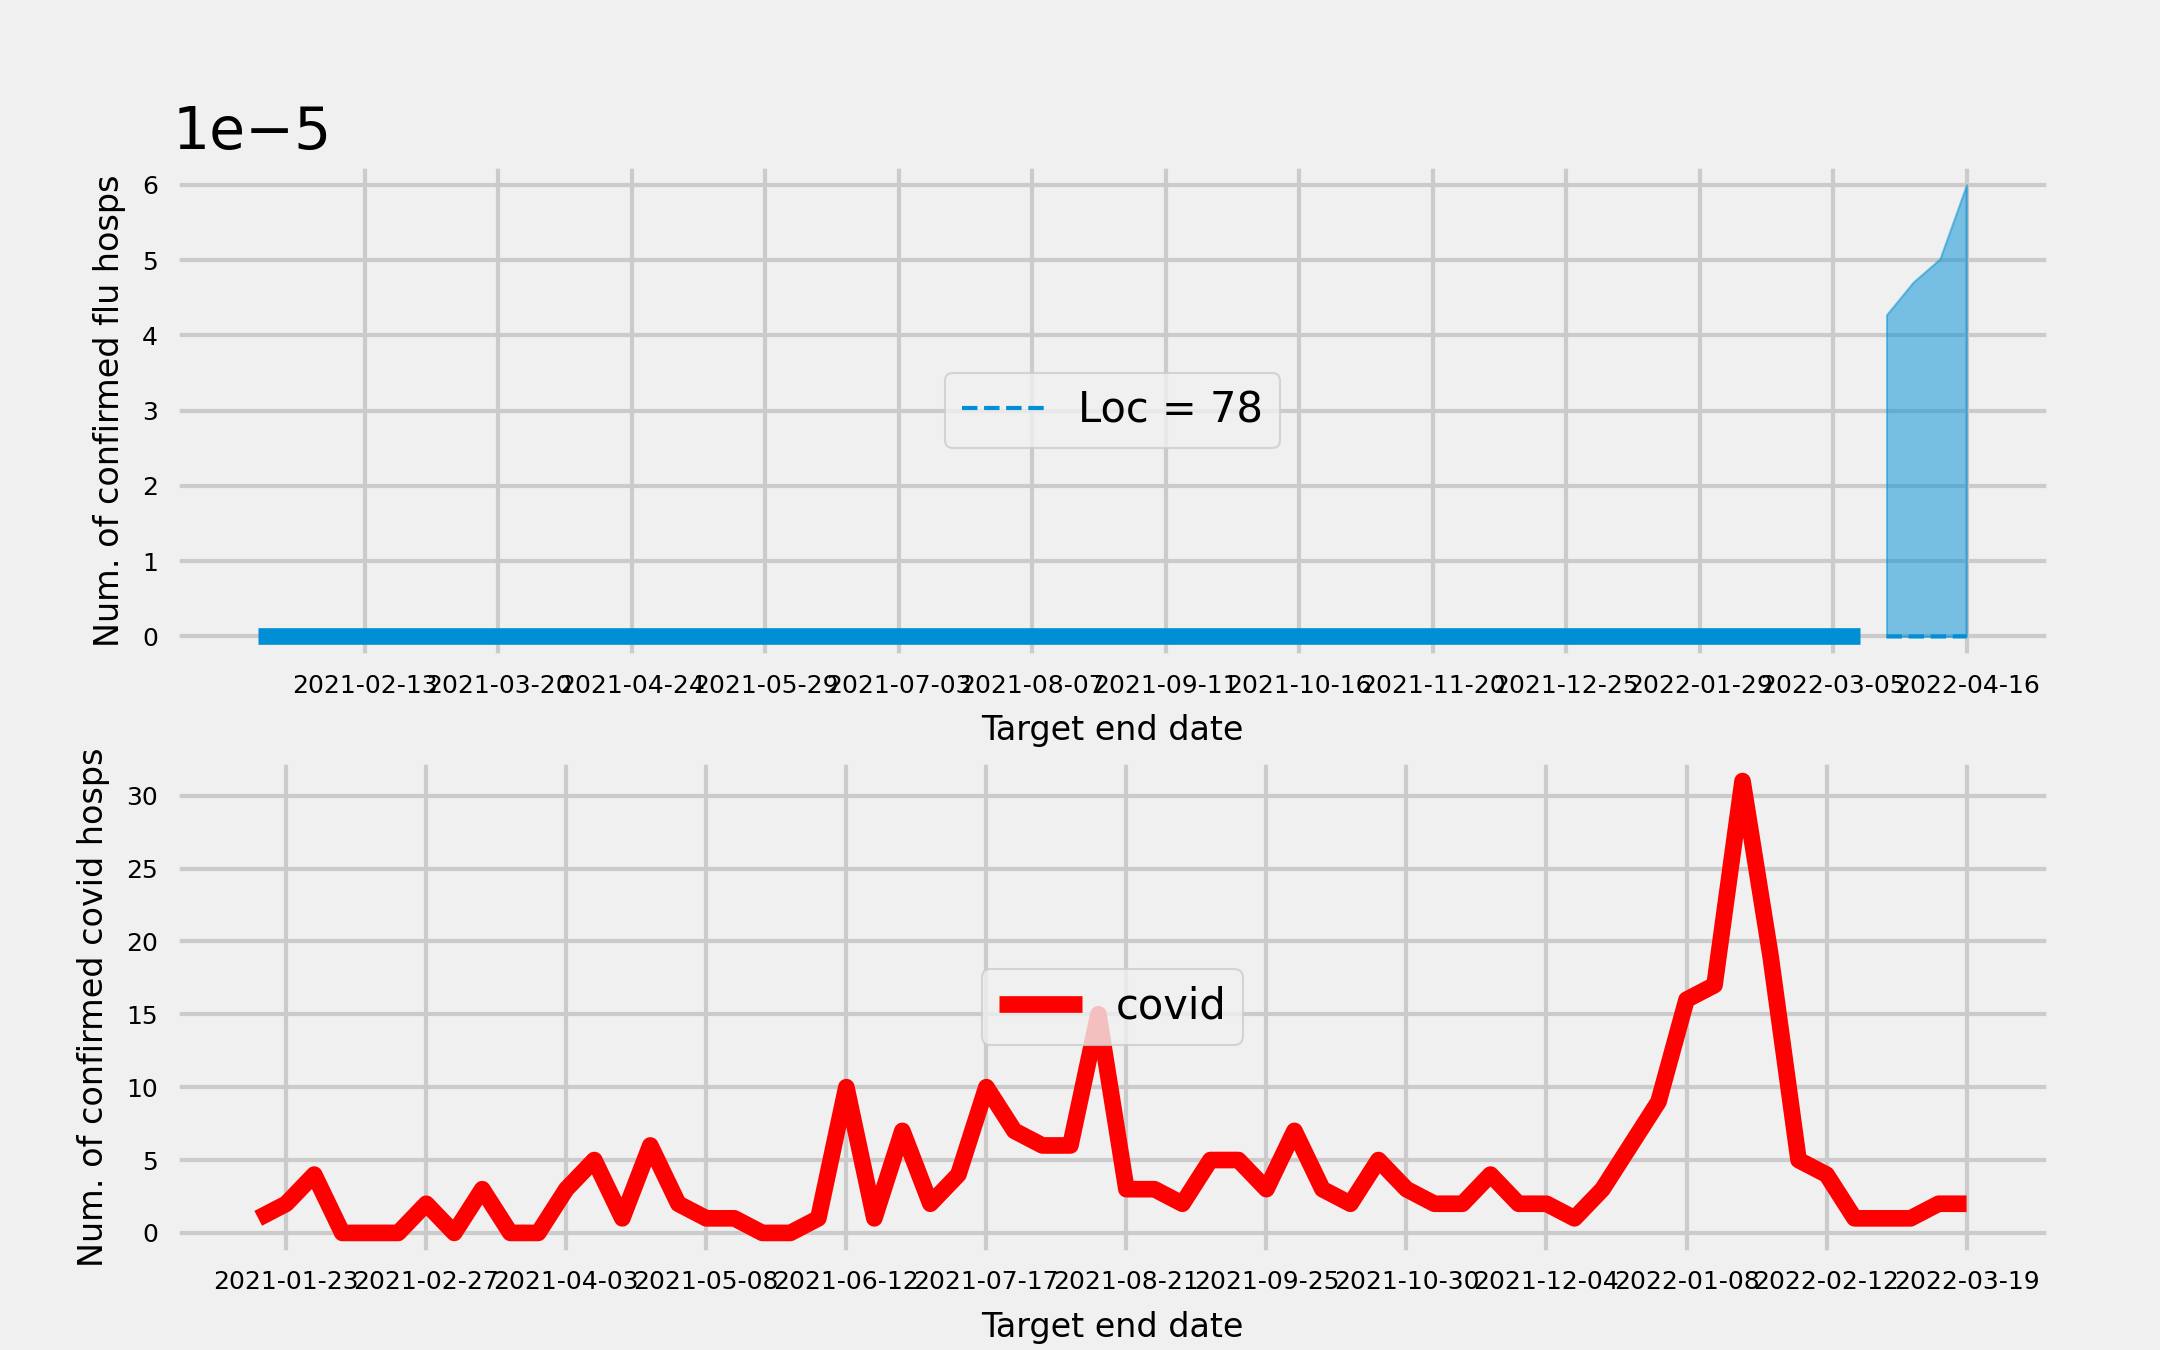 1e−5
Num. of confirmed flu hosps
6
5
4
3
2
1
0
Loc = 78
2021-02-13 2021-03-20 2021-04-24 2021-05-29 2021-07-03 2021-08-07 2021-09-11 2021-10-16 2021-11-20 2021-12-25 2022-01-29 2022-03-05 2022-04-16
Target end date
Num. of confirmed covid hosps
30
25
20
15
10
5
0
covid
2021-01-23 2021-02-27 2021-04-03 2021-05-08 2021-06-12 2021-07-17 2021-08-21 2021-09-25 2021-10-30 2021-12-04 2022-01-08 2022-02-12 2022-03-19
Target end date